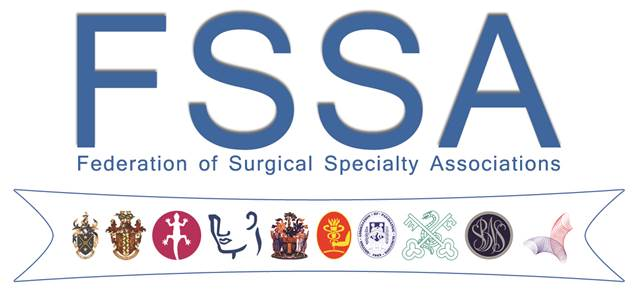 FSSA
Federation of Surgical Specialty Associations